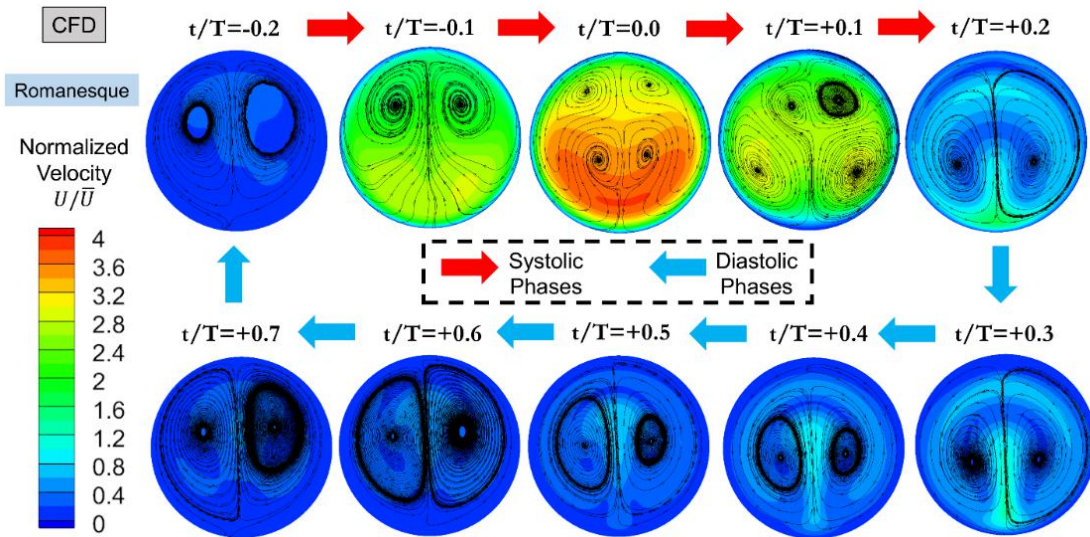 CFD
t/T=-0.2
t/T=-0.1
t/T=0.0
t/T=+0.1
t/T=+0.2
Romanesque
Normalized
Velocity
U/Ū
4
3.6
3.2
2.8
2.4
2
1.6
1.2
0.8
0.4
0
Systolic
Phases
Diastolic
Phases
t/T=+0.7
t/T=+0.6
t/T=+0.5
t/T=+0.4
t/T=+0.3